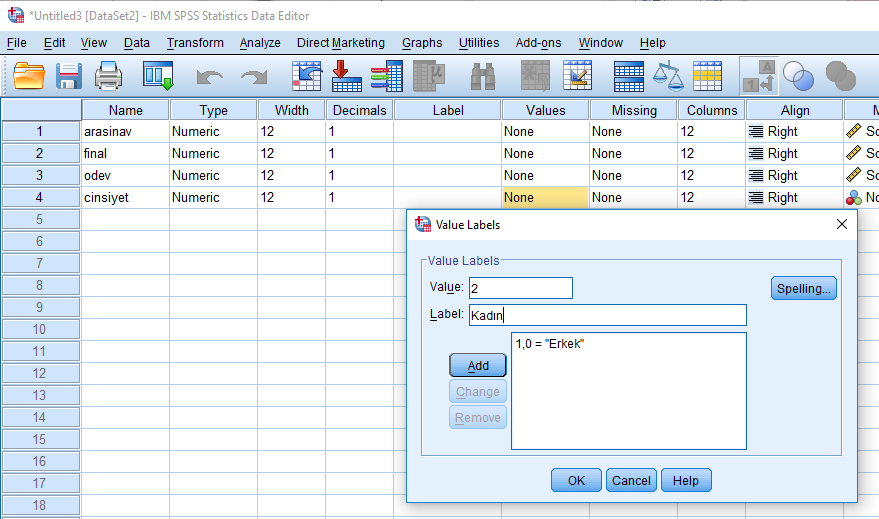 *Untitled3 [DataSet2] - IBM SPSS Statistics Data Editor
File Edit View Data Transform Analyze Direct Marketing Graphs Utilities Add-ons Window Help
Name Type Width Decimals Label Values Missing Columns Align M
1 arasinav Numeric 12 1 None None 12 Right Sc
2 final Numeric 12 1 None None 12 Right Sc
3 odev Numeric 12 1 None None 12 Right Sc
4 cinsiyet Numeric 12 1 None None 12 Right No
5
6
7
8
9
10
11
12
13
14
15
16
17
18
Value Labels
Value Labels
Value: 2
Spelling...
Label: Kadın
1,0 = "Erkek"
Add
Change
Remove
OK Cancel Help